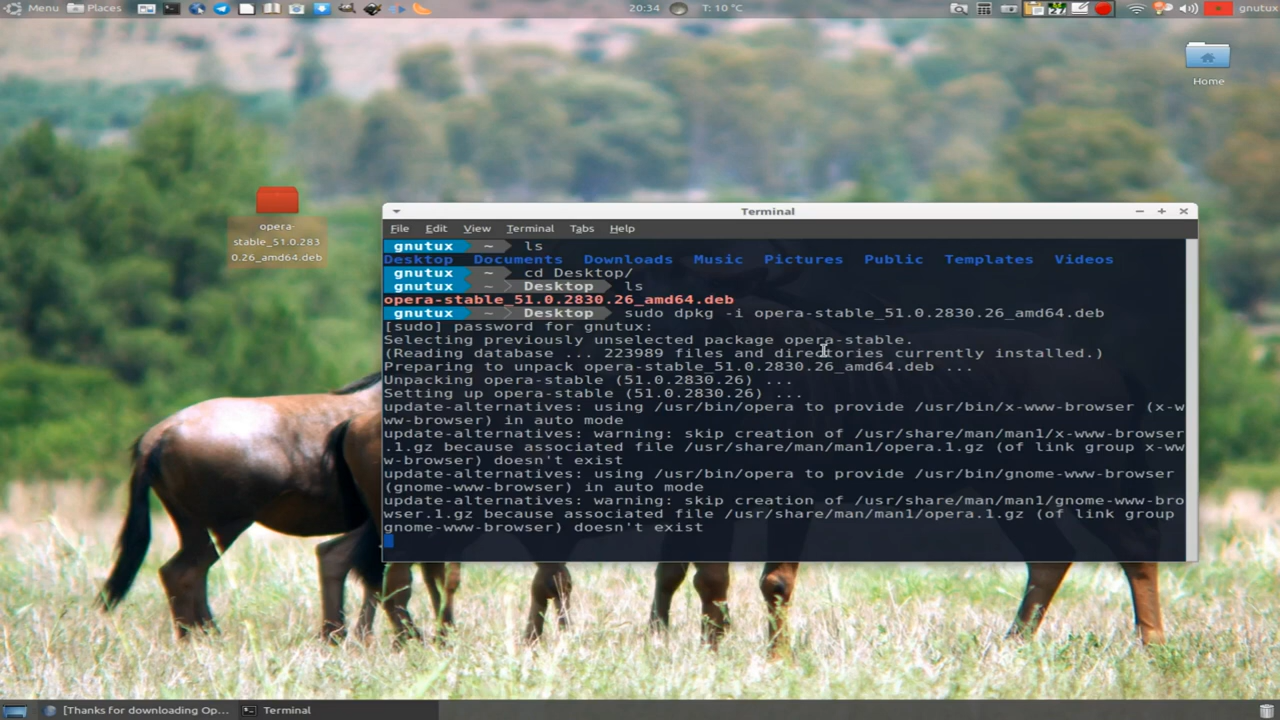 Menu Places 20:34 T: 10 °C 27 gnutux
Home
opera-
stable_51.0.283
0.26_amd64.deb
Terminal
File Edit View Terminal Tabs Help
gnutux ~ ls
Desktop Documents Downloads Music Pictures Public Templates Videos
gnutux ~ cd Desktop/
gnutux ~ Desktop ls
opera-stable_51.0.2830.26_amd64.deb
gnutux ~ Desktop sudo dpkg -i opera-stable_51.0.2830.26_amd64.deb
[sudo] password for gnutux:
Selecting previously unselected package opera-stable.
(Reading database ... 223989 files and directories currently installed.)
Preparing to unpack opera-stable_51.0.2830.26_amd64.deb ...
Unpacking opera-stable (51.0.2830.26) ...
Setting up opera-stable (51.0.2830.26) ...
update-alternatives: using /usr/bin/opera to provide /usr/bin/x-www-browser (x-w
ww-browser) in auto mode
update-alternatives: warning: skip creation of /usr/share/man/man1/x-www-browser
.1.gz because associated file /usr/share/man/man1/opera.1.gz (of link group x-ww
w-browser) doesn't exist
update-alternatives: using /usr/bin/opera to provide /usr/bin/gnome-www-browser
(gnome-www-browser) in auto mode
update-alternatives: warning: skip creation of /usr/share/man/man1/gnome-www-bro
wser.1.gz because associated file /usr/share/man/man1/opera.1.gz (of link group
gnome-www-browser) doesn't exist
[Thanks for downloading Op... Terminal